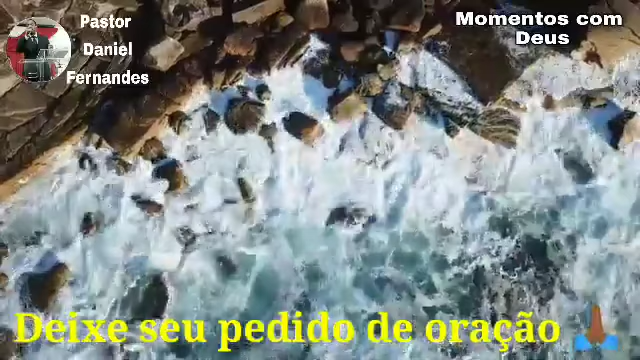 Pastor
Daniel
Fernandes
Momentos com
Deus
Deixe seu pedido de oração 🙏🏾